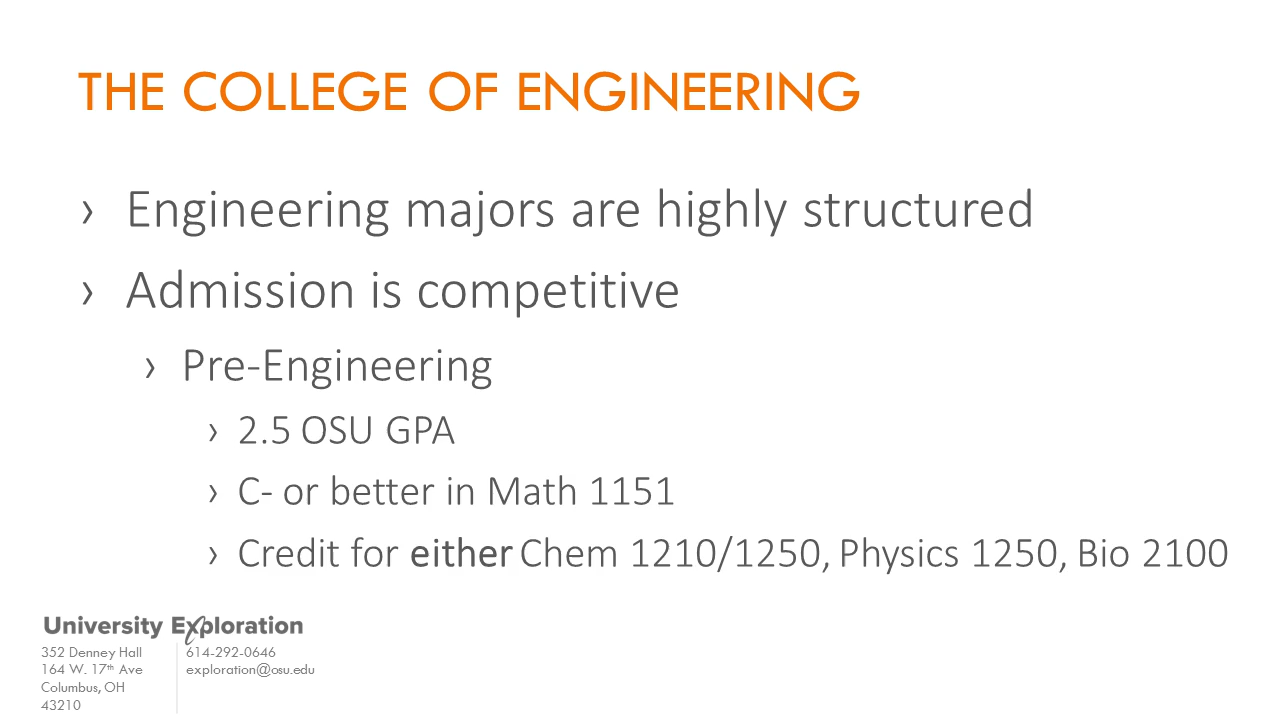 THE COLLEGE OF ENGINEERING
› Engineering majors are highly structured
› Admission is competitive
› Pre-Engineering
› 2.5 OSU GPA
› C- or better in Math 1151
› Credit for either Chem 1210/1250, Physics 1250, Bio 2100
University Exploration
352 Denney Hall
164 W. 17th Ave
Columbus, OH
43210
614-292-0646
exploration@osu.edu